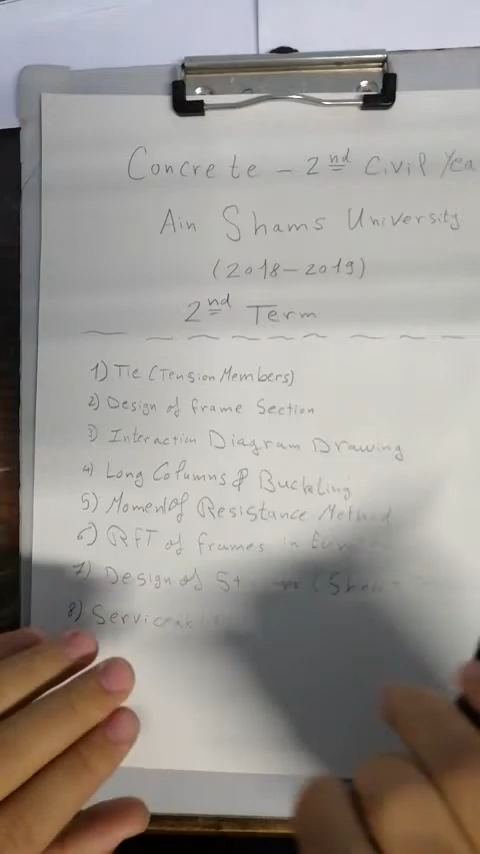 Concrete - 2nd Civil Yea
Ain Shams University
(2018-2019)
2nd Term
1) Tie (Tension Members)
2) Design of frame Section
3) Interaction Diagram Drawing
4) Long Columns & Buckling
5) Moment of Resistance Method
6) RFT of frames in
7) Design of
8)